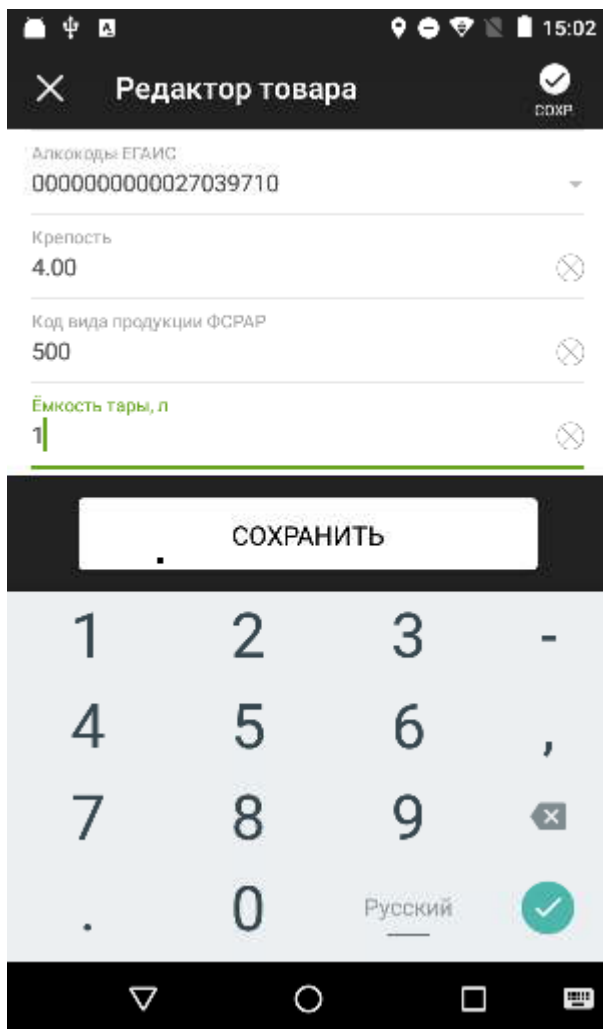 15:02
Редактор товара
СОХР.
Алкокоды ЕГАИС
0000000000027039710
Крепость
4.00
Код вида продукции ФСРАР
500
Ёмкость тары, л
1
СОХРАНИТЬ
1 2 3 -
4 5 6 ,
7 8 9
. 0 Русский